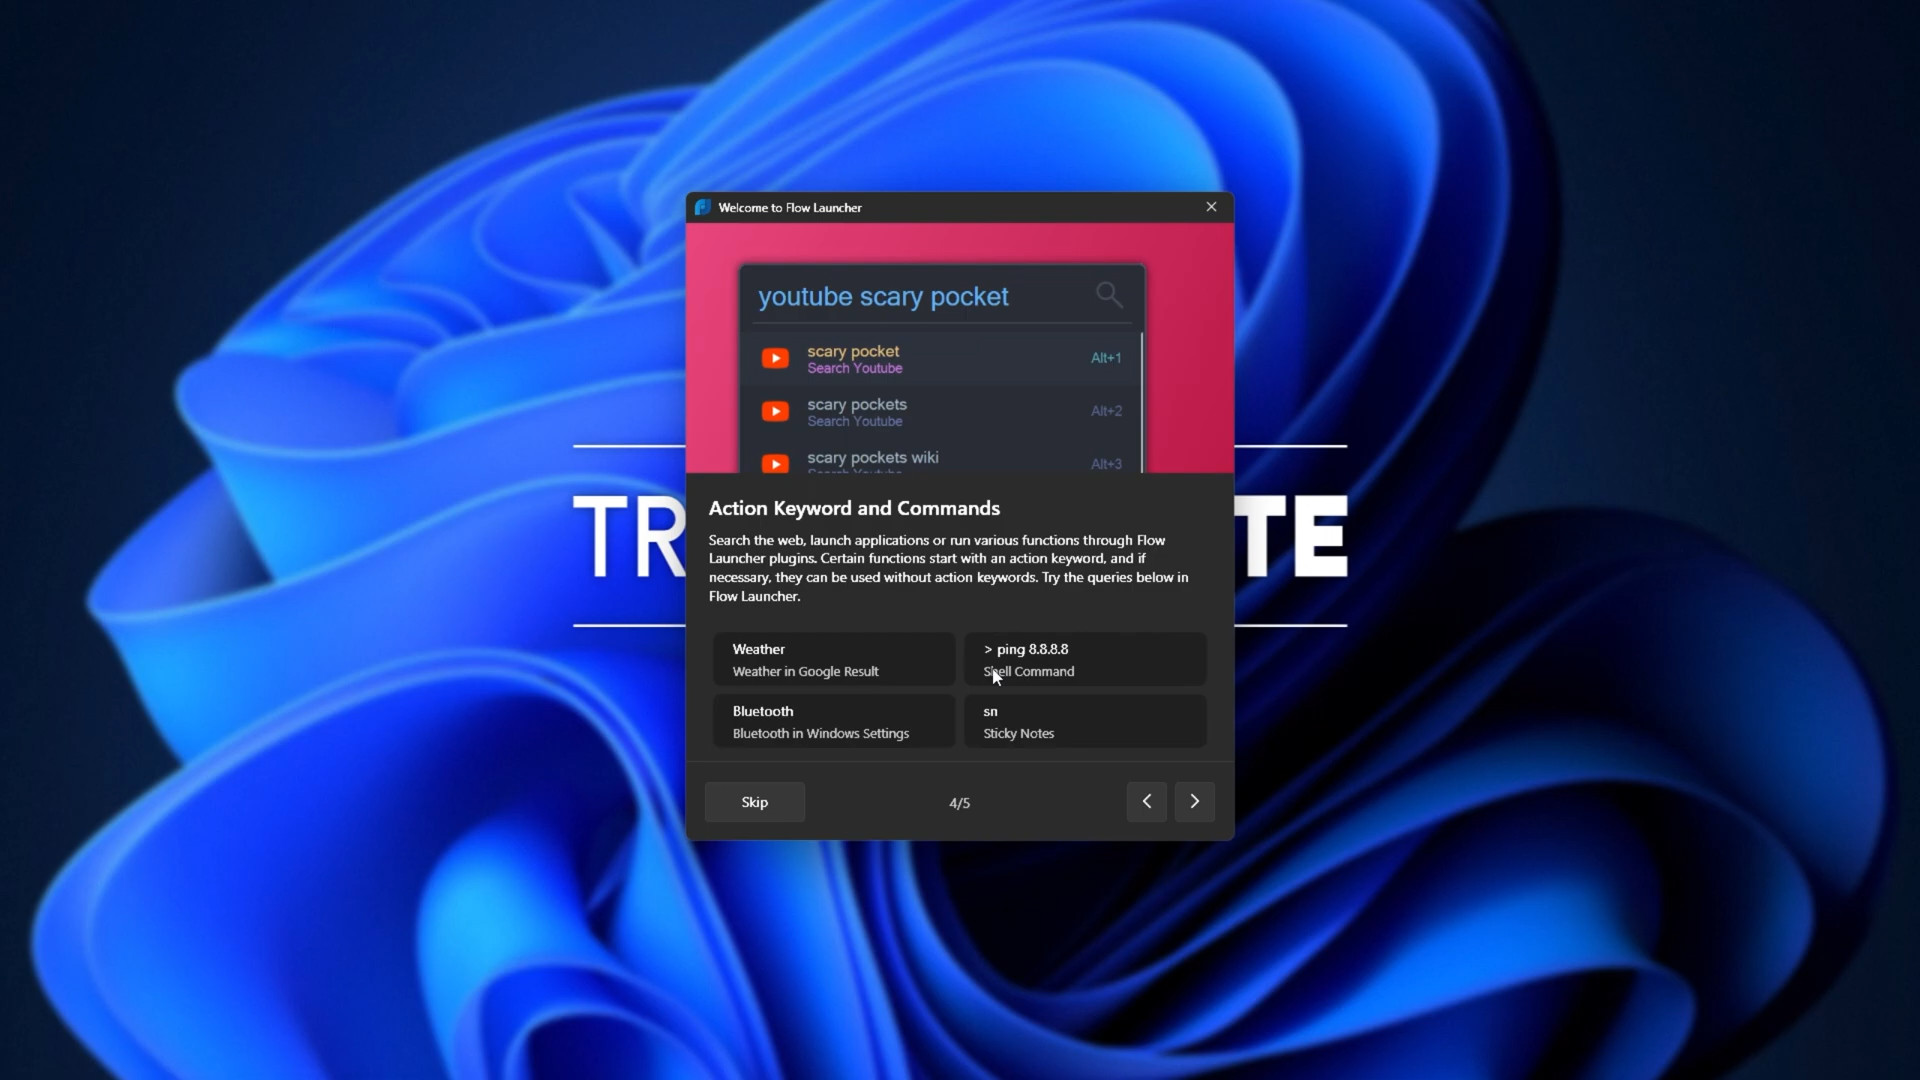 Welcome to Flow Launcher
youtube scary pocket
scary pocket
Search Youtube
Alt+1
scary pockets
Search Youtube
Alt+2
scary pockets wiki
Search Youtube
Alt+3
TR
TE
Action Keyword and Commands
Search the web, launch applications or run various functions through Flow
Launcher plugins. Certain functions start with an action keyword, and if
necessary, they can be used without action keywords. Try the queries below in
Flow Launcher.
Weather
Weather in Google Result
> ping 8.8.8.8
Shell Command
Bluetooth
Bluetooth in Windows Settings
sn
Sticky Notes
Skip
4/5